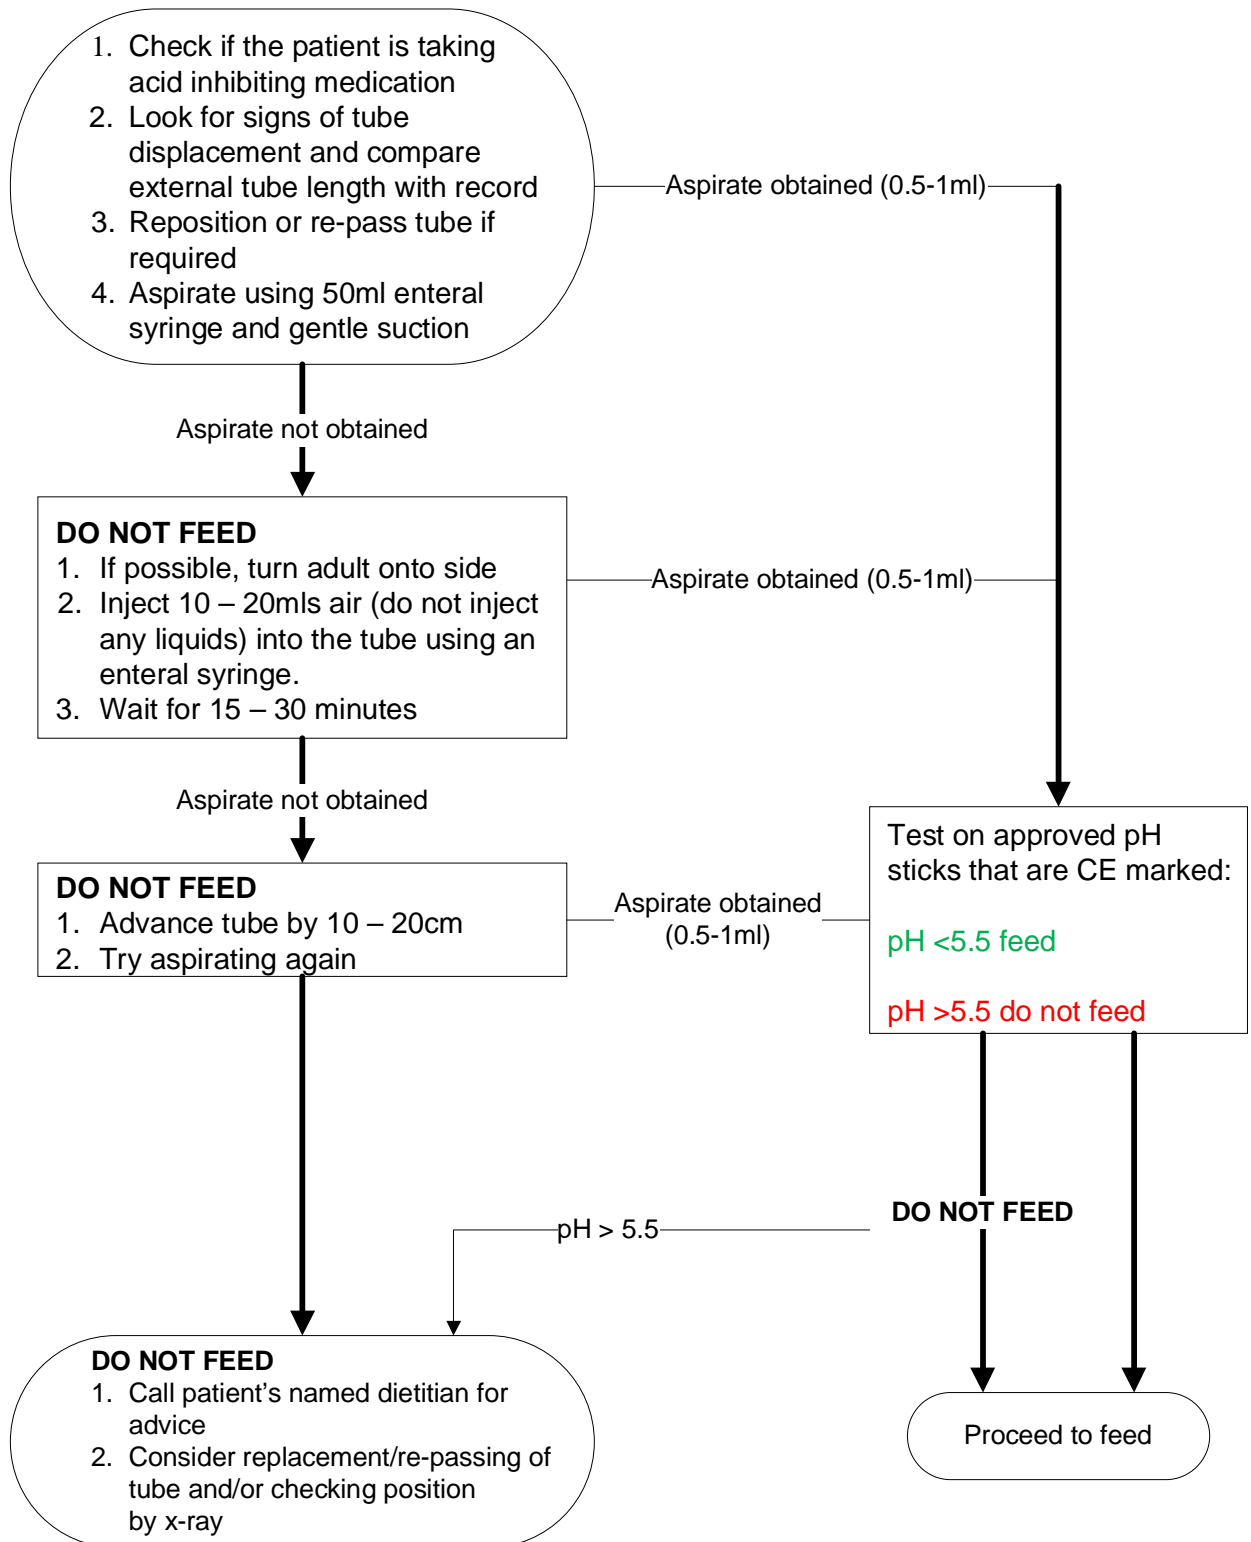 1. Check if the patient is taking
acid inhibiting medication
2. Look for signs of tube
displacement and compare
external tube length with record
3. Reposition or re-pass tube if
required
4. Aspirate using 50ml enteral
syringe and gentle suction
Aspirate obtained (0.5-1ml)
Aspirate not obtained
DO NOT FEED
1. If possible, turn adult onto side
2. Inject 10 – 20mls air (do not inject
any liquids) into the tube using an
enteral syringe.
3. Wait for 15 – 30 minutes
Aspirate obtained (0.5-1ml)
Aspirate not obtained
DO NOT FEED
1. Advance tube by 10 – 20cm
2. Try aspirating again
Aspirate obtained
(0.5-1ml)
Test on approved pH
sticks that are CE marked:
pH <5.5 feed
pH >5.5 do not feed
DO NOT FEED
pH > 5.5
DO NOT FEED
1. Call patient’s named dietitian for
advice
2. Consider replacement/re-passing of
tube and/or checking position
by x-ray
Proceed to feed